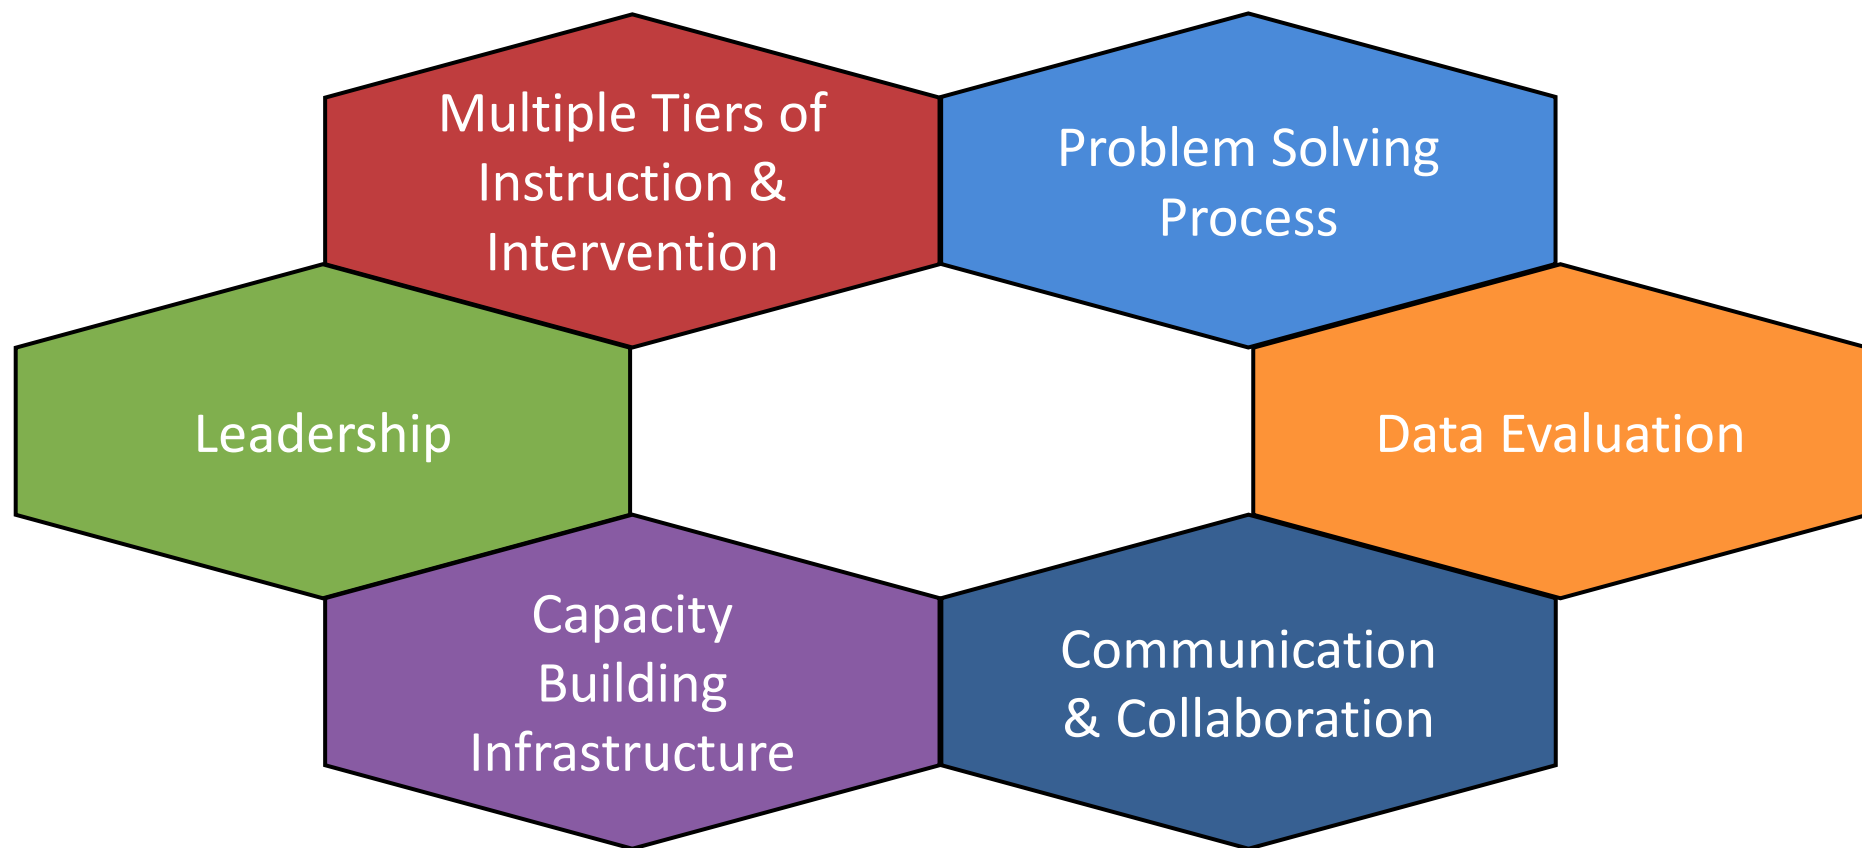 Multiple Tiers of
Instruction &
Intervention
Problem Solving
Process
Leadership
Data Evaluation
Capacity
Building
Infrastructure
Communication
& Collaboration